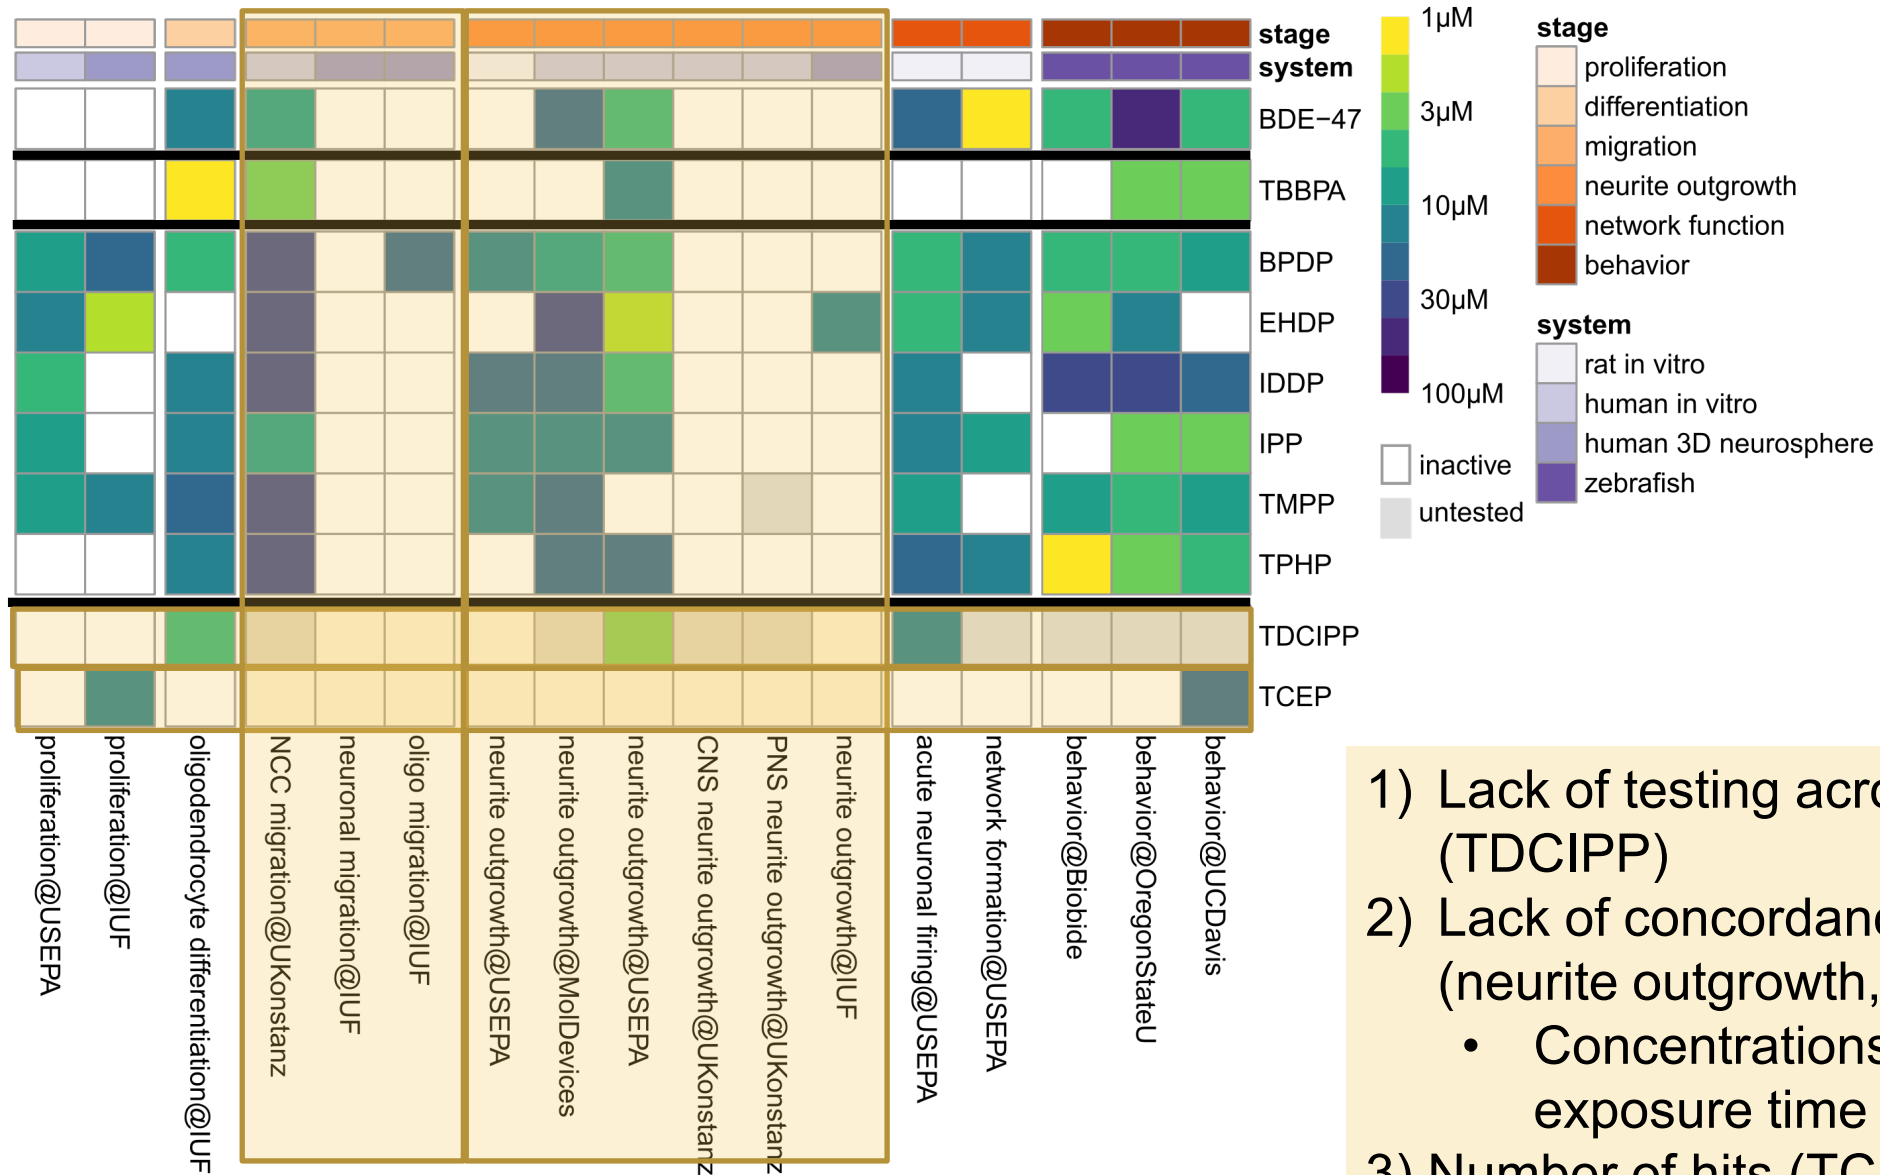 stage
system
BDE−47
TBBPA
BPDP
EHDP
IDDP
IPP
TMPP
TPHP
TDCIPP
TCEP
proliferation@USEPA
proliferation@IUF
oligodendrocyte differentiation@IUF
NCC migration@UKonstanz
neuronal migration@IUF
oligo migration@IUF
neurite outgrowth@USEPA
neurite outgrowth@MolDevices
neurite outgrowth@USEPA
CNS neurite outgrowth@UKonstanz
PNS neurite outgrowth@UKonstanz
neurite outgrowth@IUF
acute neuronal firing@USEPA
network formation@USEPA
behavior@Biobide
behavior@OregonStateU
behavior@UCDavis
1μM
3μM
10μM
30μM
100μM
inactive
untested
stage
proliferation
differentiation
migration
neurite outgrowth
network function
behavior
system
rat in vitro
human in vitro
human 3D neurosphere
zebrafish
1) Lack of testing
(TDCIPP)
2) Lack of
(neurite outgrowth,
• Concentrations
exposure time
3) Number of hits